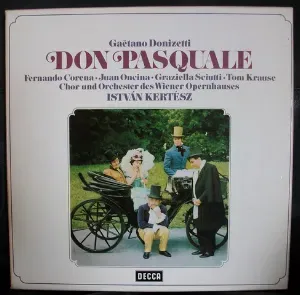 Gaëtano Donizetti
DON PASQUALE
Fernando Corena · Juan Oncina · Graziella Sciutti · Tom Krause
Chor und Orchester des Wiener Opernhauses
ISTVÁN KERTÉSZ
DECCA